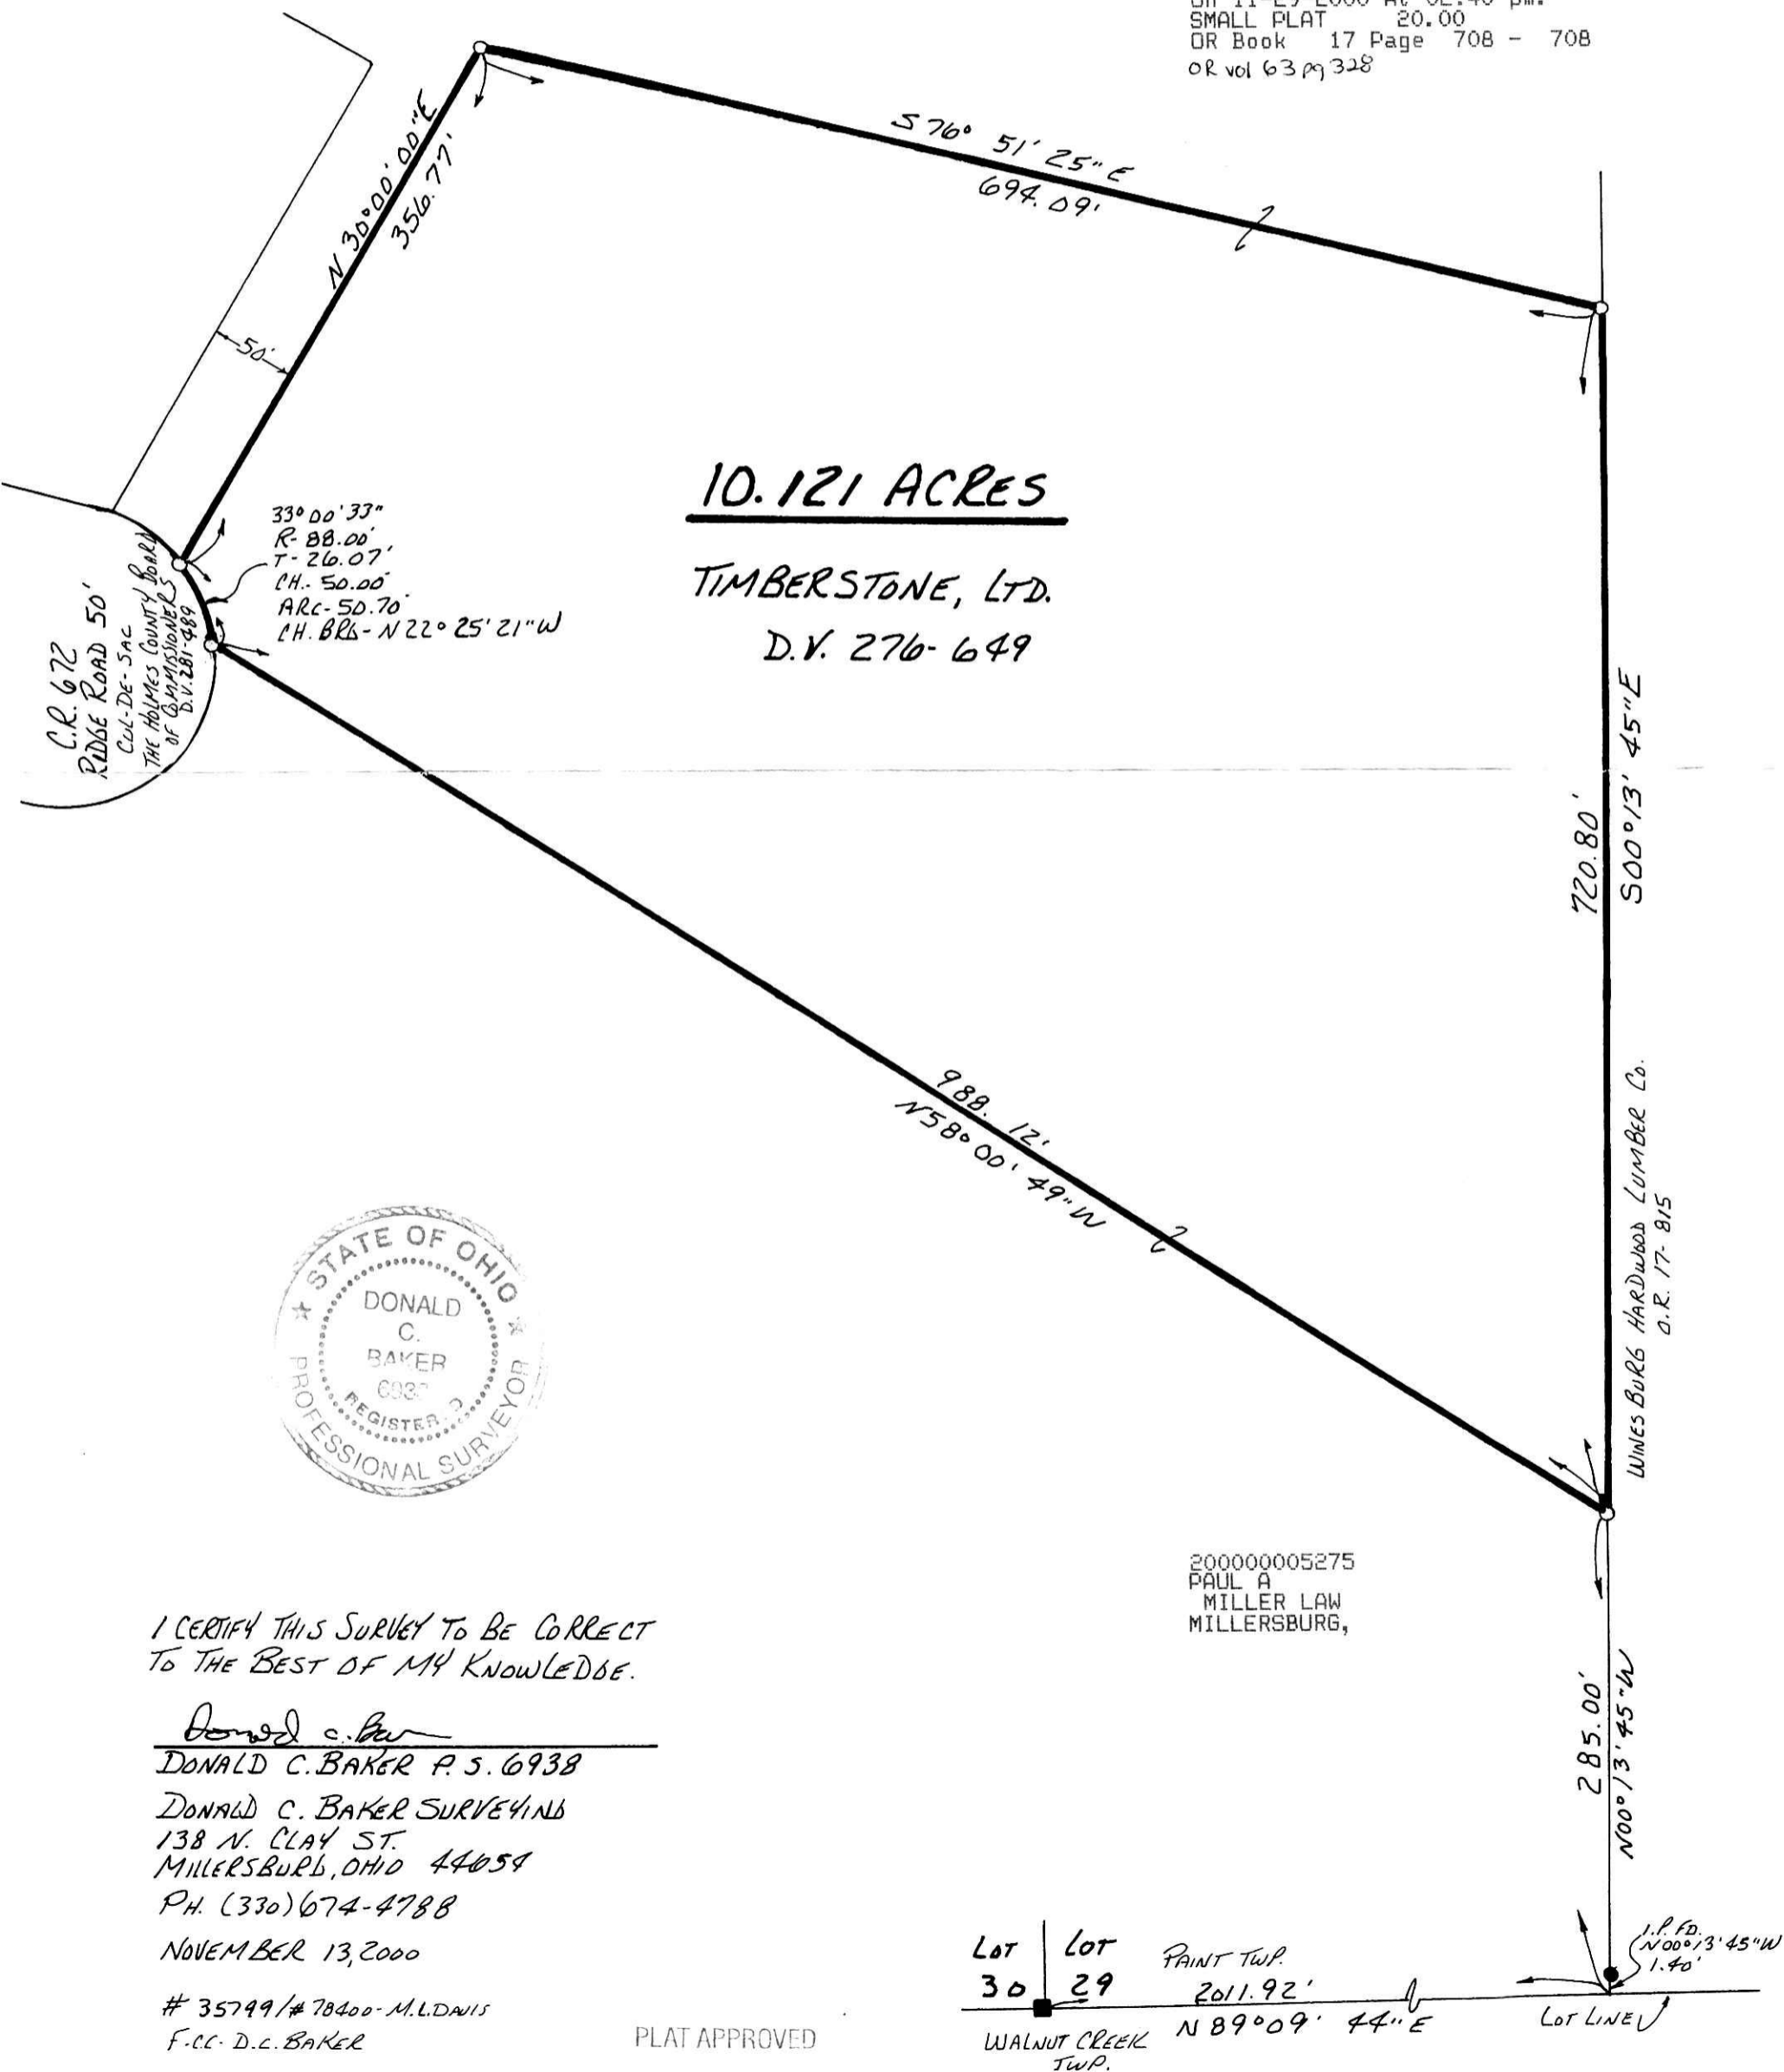 SMALL PLAT 20.00
OR Book 17 Page 708 - 708
OR vol 63 pg 328
N 30°00'00"E
356.77'
S 76° 51' 25" E
694.09'
50'
10.121 ACRES
TIMBERSTONE, LTD.
D.V. 276-649
33°00'33"
R- 88.00'
T- 26.07'
CH.- 50.00'
ARC- 50.70'
CH. BRG- N 22° 25' 21" W
C.R. 672
RIDGE ROAD 50'
CUL-DE-SAC
THE HOLMES COUNTY BOARD
OF COMMISSIONERS
D.V. 281-489
720.80'
S00°13'45"E
988.12'
N58°00'49"W
WINESBURG HARDWOOD LUMBER CO.
O.R. 17-815
STATE OF OHIO
DONALD
C.
BAKER
REGISTERED
PROFESSIONAL SURVEYOR
200000005275
PAUL A
MILLER LAW
MILLERSBURG,
I CERTIFY THIS SURVEY TO BE CORRECT
TO THE BEST OF MY KNOWLEDGE.
DONALD C. BAKER P.S. 6938
DONALD C. BAKER SURVEYING
138 N. CLAY ST.
MILLERSBURG, OHIO 44654
PH. (330) 674-4788
NOVEMBER 13, 2000
# 35799/# 78400 - M.L. DAVIS
F.C.C. D.C. BAKER
PLAT APPROVED
285.00'
N00°13'45"W
I.P. FD.
N00°13'45"W
1.40'
LOT LINE
LOT 30
LOT 29
PAINT TWP.
2011.92'
N 89°09' 44" E
WALNUT CREEK
TWP.